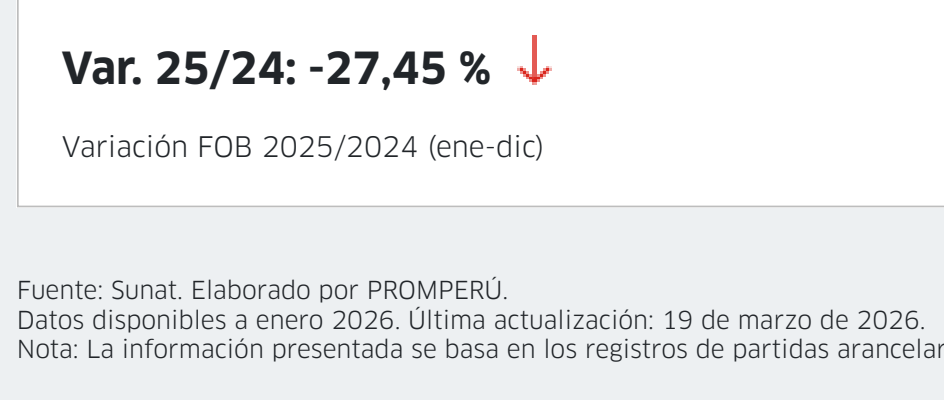 Var. 25/24: -27,45 %
Variación FOB 2025/2024 (ene-dic)
Fuente: Sunat. Elaborado por PROMPERÚ.
Datos disponibles a enero 2026. Última actualización: 19 de marzo de 2026.
Nota: La información presentada se basa en los registros de partidas